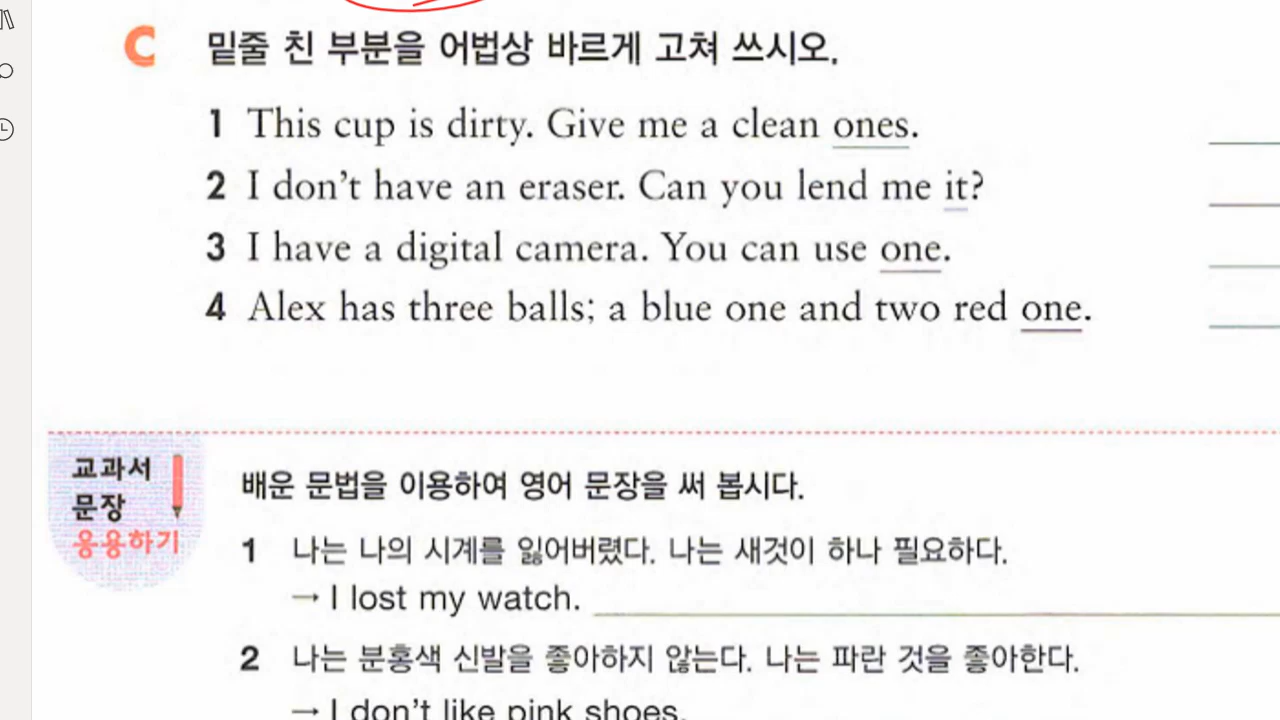 C 밑줄 친 부분을 어법상 바르게 고쳐 쓰시오.
1 This cup is dirty. Give me a clean ones.
2 I don't have an eraser. Can you lend me it?
3 I have a digital camera. You can use one.
4 Alex has three balls; a blue one and two red one.
교과서
문장
응용하기
배운 문법을 이용하여 영어 문장을 써 봅시다.
1 나는 나의 시계를 잃어버렸다. 나는 새것이 하나 필요하다.
→ I lost my watch.
2 나는 분홍색 신발을 좋아하지 않는다. 나는 파란 것을 좋아한다.
→ I don't like pink shoes.